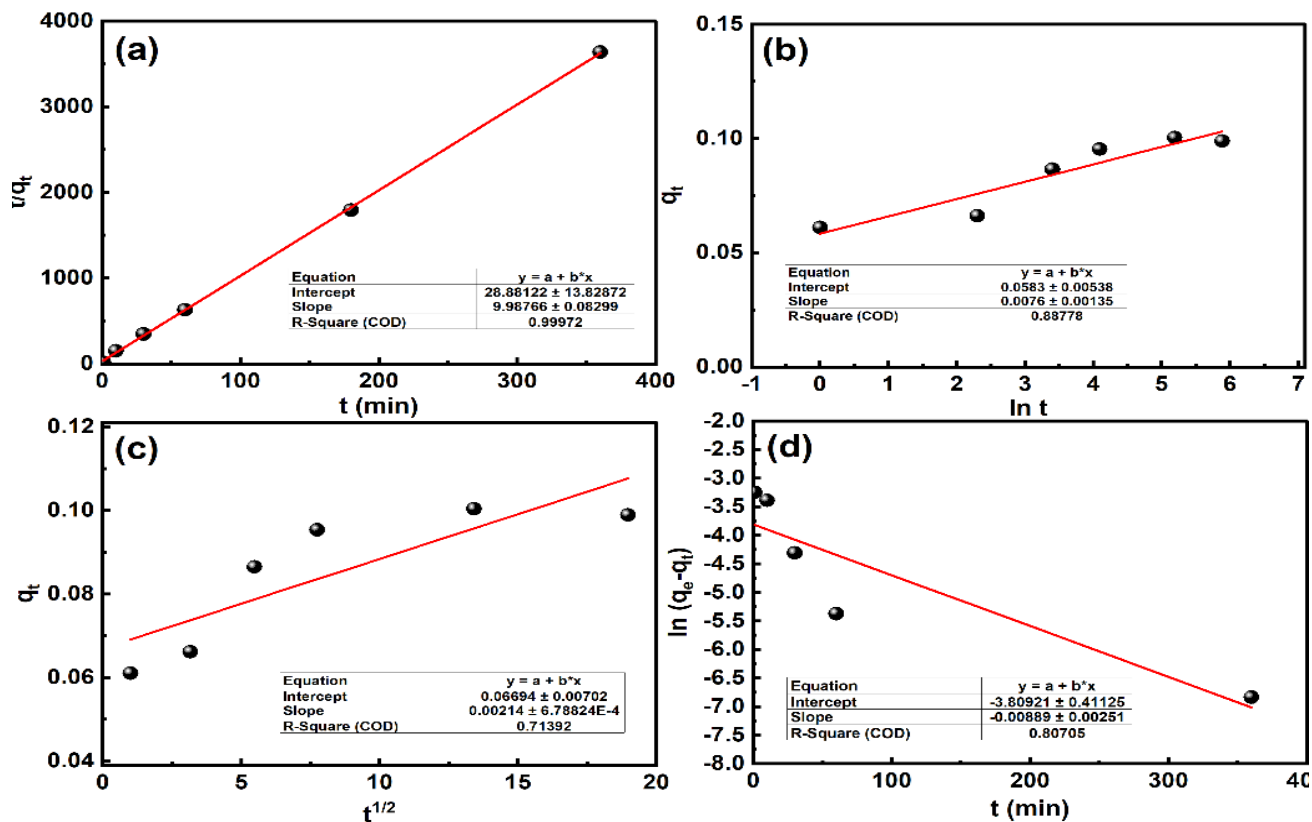 (a)
4000
3000
2000
1000
0
t/qt
Equation y = a + b*x
Intercept 28.88122 ± 13.82872
Slope 9.98766 ± 0.08299
R-Square (COD) 0.99972
0 100 200 300 400
t (min)
(b)
0.15
0.10
0.05
0.00
qt
Equation y = a + b*x
Intercept 0.0583 ± 0.00538
Slope 0.0076 ± 0.00135
R-Square (COD) 0.88778
-1 0 1 2 3 4 5 6 7
ln t
(c)
0.12
0.10
0.08
0.06
0.04
qt
Equation y = a + b*x
Intercept 0.06694 ± 0.00702
Slope 0.00214 ± 6.78824E-4
R-Square (COD) 0.71392
0 5 10 15 20
t1/2
(d)
-2.0
-2.5
-3.0
-3.5
-4.0
-4.5
-5.0
-5.5
-6.0
-6.5
-7.0
-7.5
-8.0
ln (qe-qt)
Equation y = a + b*x
Intercept -3.80921 ± 0.41125
Slope -0.00889 ± 0.00251
R-Square (COD) 0.80705
0 100 200 300 40
t (min)